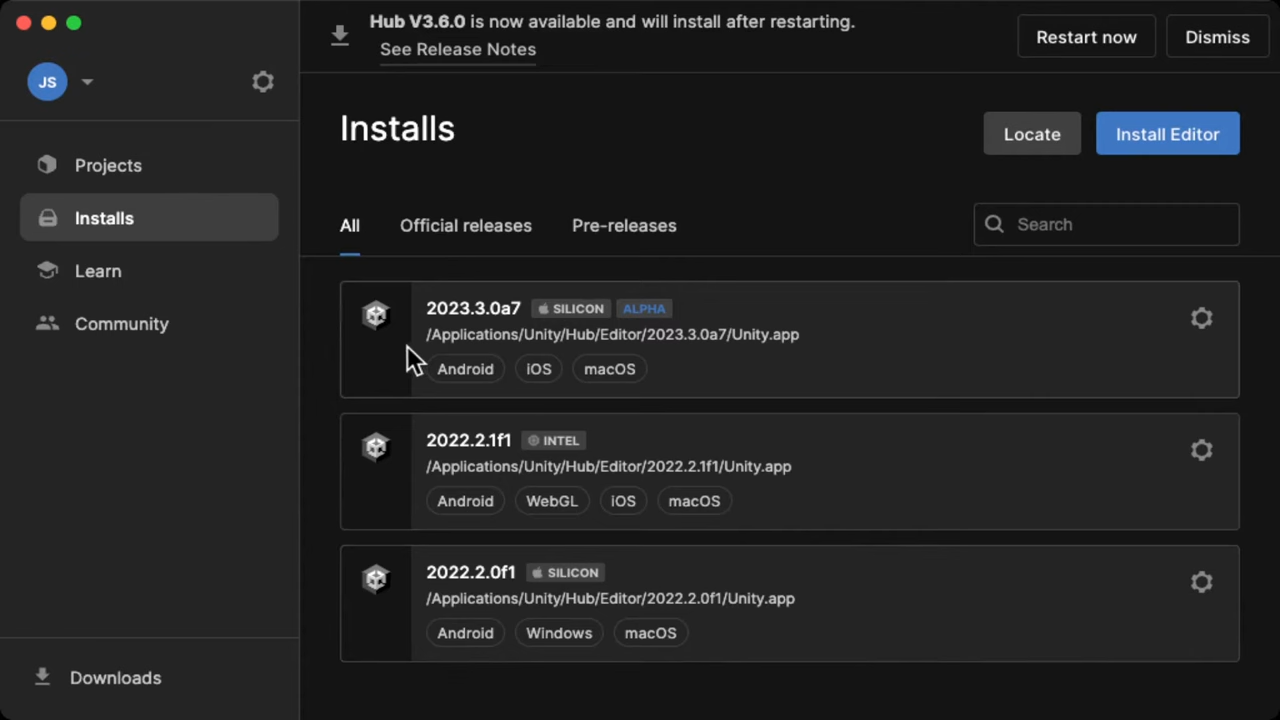 Hub V3.6.0 is now available and will install after restarting.
See Release Notes
Restart now
Dismiss
JS
Projects
Installs
Learn
Community
Downloads
Installs
Locate
Install Editor
All
Official releases
Pre-releases
Search
2023.3.0a7 SILICON ALPHA
/Applications/Unity/Hub/Editor/2023.3.0a7/Unity.app
Android iOS macOS
2022.2.1f1 INTEL
/Applications/Unity/Hub/Editor/2022.2.1f1/Unity.app
Android WebGL iOS macOS
2022.2.0f1 SILICON
/Applications/Unity/Hub/Editor/2022.2.0f1/Unity.app
Android Windows macOS